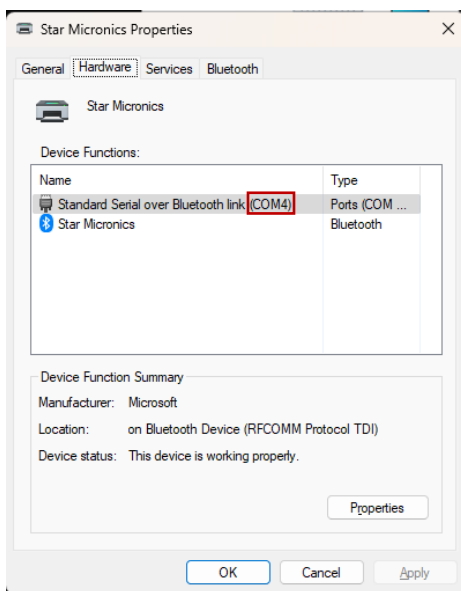 Star Micronics Properties
General Hardware Services Bluetooth
Star Micronics
Device Functions:
Name Type
Standard Serial over Bluetooth link (COM4) Ports (COM ...
Star Micronics Bluetooth
Device Function Summary
Manufacturer: Microsoft
Location: on Bluetooth Device (RFCOMM Protocol TDI)
Device status: This device is working properly.
Properties
OK Cancel Apply